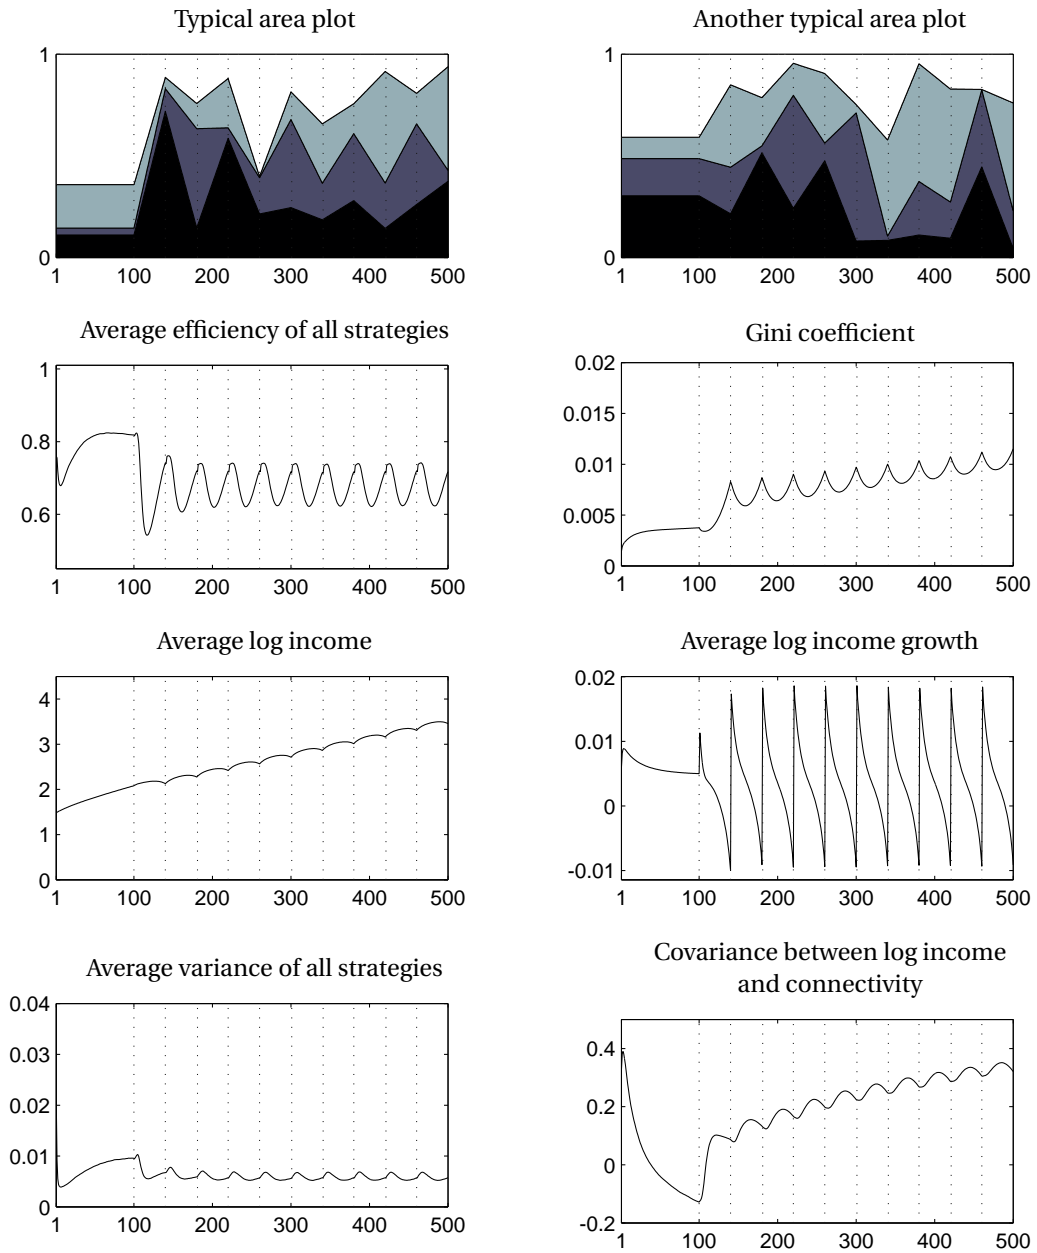 Typical area plot
1
0
1 100 200 300 400 500
Another typical area plot
1
0
1 100 200 300 400 500
Average efficiency of all strategies
1
0.8
0.6
1 100 200 300 400 500
Gini coefficient
0.02
0.015
0.010
0.005
0
1 100 200 300 400 500
Average log income
4
3
2
1
0
1 100 200 300 400 500
Average log income growth
0.02
0.01
0
-0.01
1 100 200 300 400 500
Average variance of all strategies
0.04
0.03
0.02
0.01
0
1 100 200 300 400 500
Covariance between log income
and connectivity
0.4
0.2
0
-0.2
1 100 200 300 400 500